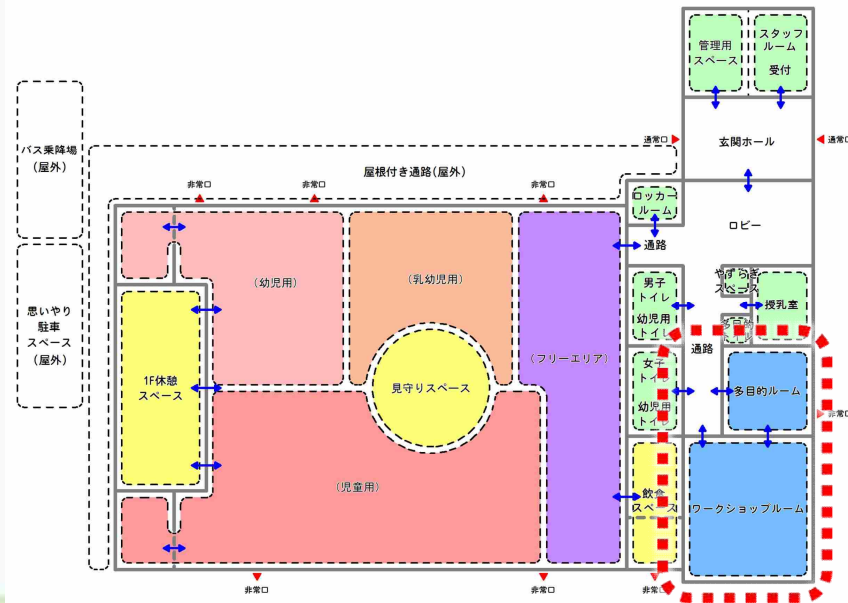 管理用
スペース
スタッフ
ルーム
受付
通常口
玄関ホール
通常口
バス乗降場
(屋外)
屋根付き通路(屋外)
非常口
非常口
非常口
ロッカー
ルーム
ロビー
通路
思いやり
駐車
スペース
(屋外)
(幼児用)
(乳幼児用)
(フリーエリア)
男子
トイレ
幼児用
トイレ
やすらぎ
スペース
授乳室
多目的
トイレ
通路
1F休憩
スペース
見守りスペース
女子
トイレ
幼児用
トイレ
多目的ルーム
非常口
(児童用)
飲食
スペース
ワークショップルーム
非常口
非常口
非常口